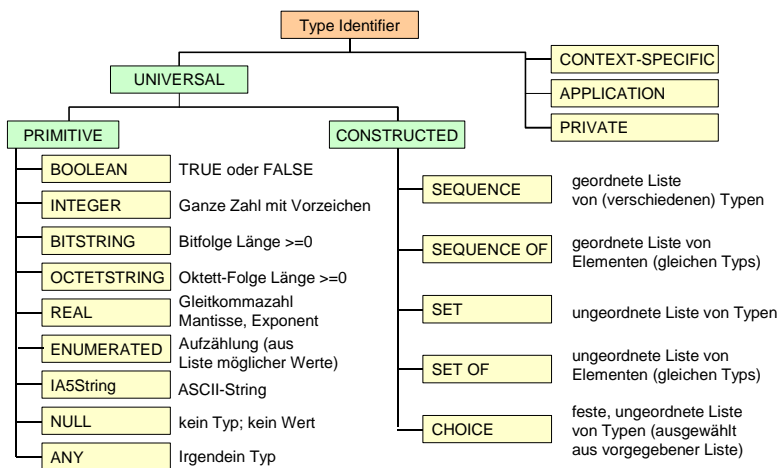 Type Identifier
UNIVERSAL
CONTEXT-SPECIFIC
APPLICATION
PRIVATE
PRIMITIVE
BOOLEAN
TRUE oder FALSE
INTEGER
Ganze Zahl mit Vorzeichen
BITSTRING
Bitfolge Länge >=0
OCTETSTRING
Oktett-Folge Länge >=0
REAL
Gleitkommazahl
Mantisse, Exponent
ENUMERATED
Aufzählung (aus
Liste möglicher Werte)
IA5String
ASCII-String
NULL
kein Typ; kein Wert
ANY
Irgendein Typ
CONSTRUCTED
SEQUENCE
geordnete Liste
von (verschiedenen) Typen
SEQUENCE OF
geordnete Liste von
Elementen (gleichen Typs)
SET
ungeordnete Liste von Typen
SET OF
ungeordnete Liste von
Elementen (gleichen Typs)
CHOICE
feste, ungeordnete Liste
von Typen (ausgewählt
aus vorgegebener Liste)